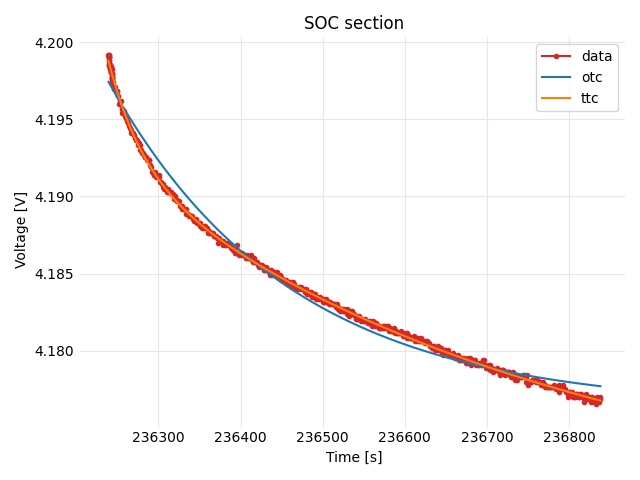 SOC section
4.200
4.195
4.190
4.185
4.180
Voltage [V]
data
otc
ttc
236300 236400 236500 236600 236700 236800
Time [s]